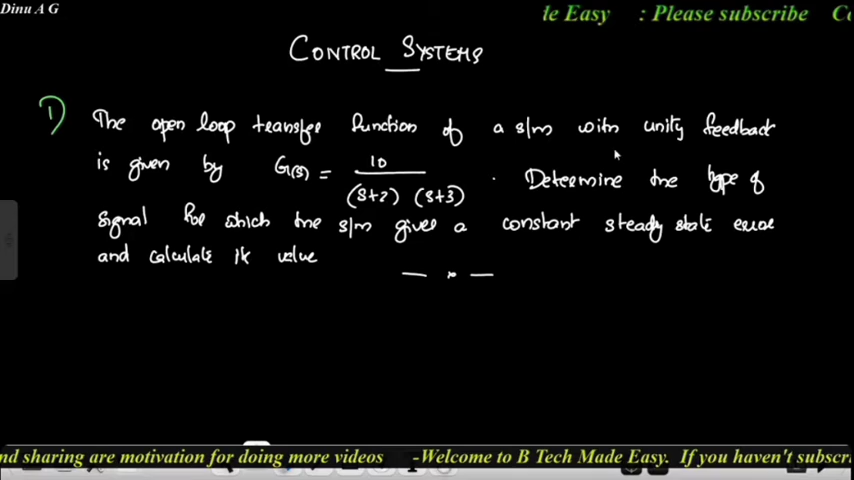 Dinu A G
le Easy : Please subscribe
CONTROL SYSTEMS
1) The open loop transfer function of a s/m with unity feedback
is given by G(s) = 10 / (s+2) (s+3) . Determine the type of
signal for which the s/m gives a constant steady state error
and calculate its value
nd sharing are motivation for doing more videos -Welcome to B Tech Made Easy. If you haven't subscr